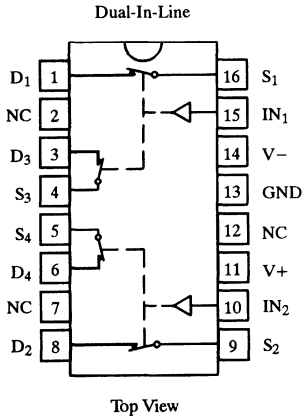 Dual-In-Line
D1 1 16 S1
NC 2 15 IN1
D3 3 14 V−
S3 4 13 GND
S4 5 12 NC
D4 6 11 V+
NC 7 10 IN2
D2 8 9 S2
Top View